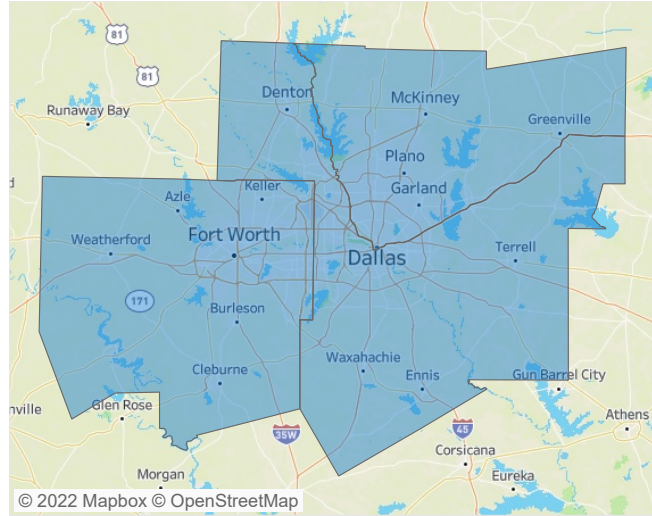 81
81
Runaway Bay
Denton
McKinney
Greenville
Plano
Garland
Keller
Azle
Fort Worth
Weatherford
Dallas
Terrell
171
Burleson
Waxahachie
Cleburne
Ennis
Gun Barrel City
Glen Rose
nville
Athens
35W
45
Corsicana
Morgan
Eureka
© 2022 Mapbox © OpenStreetMap